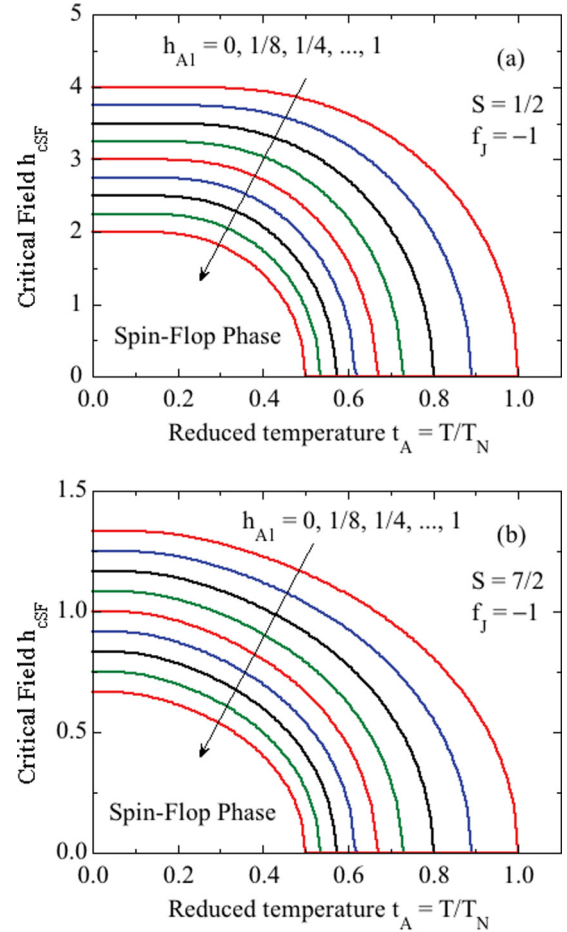 5
4
3
2
1
0
Critical Field h_cSF
h_A1 = 0, 1/8, 1/4, ..., 1
(a)
S = 1/2
f_J = −1
Spin-Flop Phase
0.0 0.2 0.4 0.6 0.8 1.0
Reduced temperature t_A = T/T_N
1.5
1.0
0.5
0.0
Critical Field h_cSF
h_A1 = 0, 1/8, 1/4, ..., 1
(b)
S = 7/2
f_J = −1
Spin-Flop Phase
0.0 0.2 0.4 0.6 0.8 1.0
Reduced temperature t_A = T/T_N